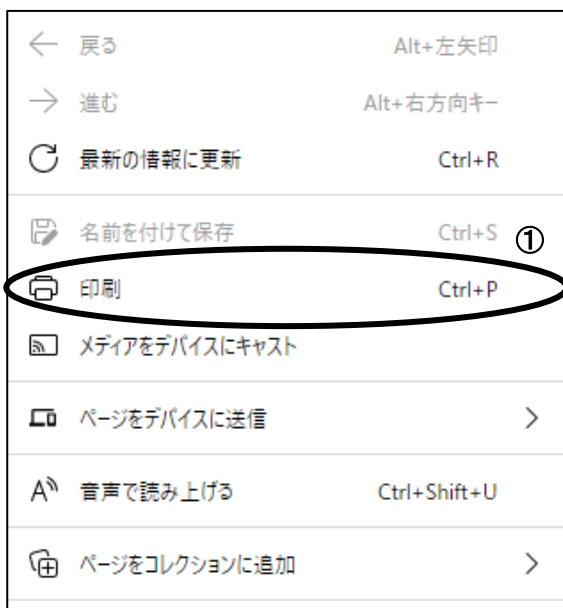 戻る Alt+左矢印
進む Alt+右方向キー
最新の情報に更新 Ctrl+R
名前を付けて保存 Ctrl+S ①
印刷 Ctrl+P
メディアをデバイスにキャスト
ページをデバイスに送信
音声で読み上げる Ctrl+Shift+U
ページをコレクションに追加